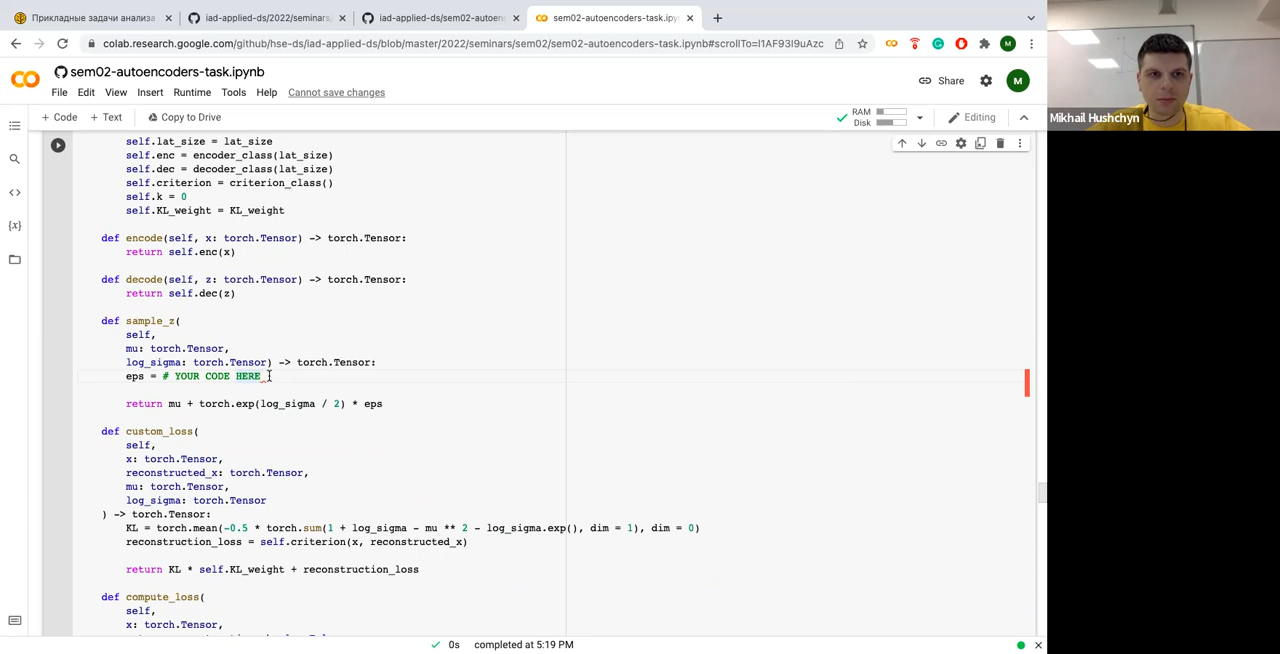 Прикладные задачи анализа
iad-applied-ds/2022/seminars/
iad-applied-ds/sem02-autoen
sem02-autoencoders-task.ipyn
colab.research.google.com/github/hse-ds/iad-applied-ds/blob/master/2022/seminars/sem02/sem02-autoencoders-task.ipynb#scrollTo=I1AF93I9uAzc
M
sem02-autoencoders-task.ipynb
Share
M
File Edit View Insert Runtime Tools Help Cannot save changes
+ Code + Text Copy to Drive
RAM
Disk
Editing
self.lat_size = lat_size
self.enc = encoder_class(lat_size)
self.dec = decoder_class(lat_size)
self.criterion = criterion_class()
self.k = 0
self.KL_weight = KL_weight
def encode(self, x: torch.Tensor) -> torch.Tensor:
return self.enc(x)
def decode(self, z: torch.Tensor) -> torch.Tensor:
return self.dec(z)
def sample_z(
self,
mu: torch.Tensor,
log_sigma: torch.Tensor) -> torch.Tensor:
eps = # YOUR CODE HERE
return mu + torch.exp(log_sigma / 2) * eps
def custom_loss(
self,
x: torch.Tensor,
reconstructed_x: torch.Tensor,
mu: torch.Tensor,
log_sigma: torch.Tensor
) -> torch.Tensor:
KL = torch.mean(-0.5 * torch.sum(1 + log_sigma - mu ** 2 - log_sigma.exp(), dim = 1), dim = 0)
reconstruction_loss = self.criterion(x, reconstructed_x)
return KL * self.KL_weight + reconstruction_loss
def compute_loss(
self,
x: torch.Tensor,
0s completed at 5:19 PM
Mikhail Hushchyn